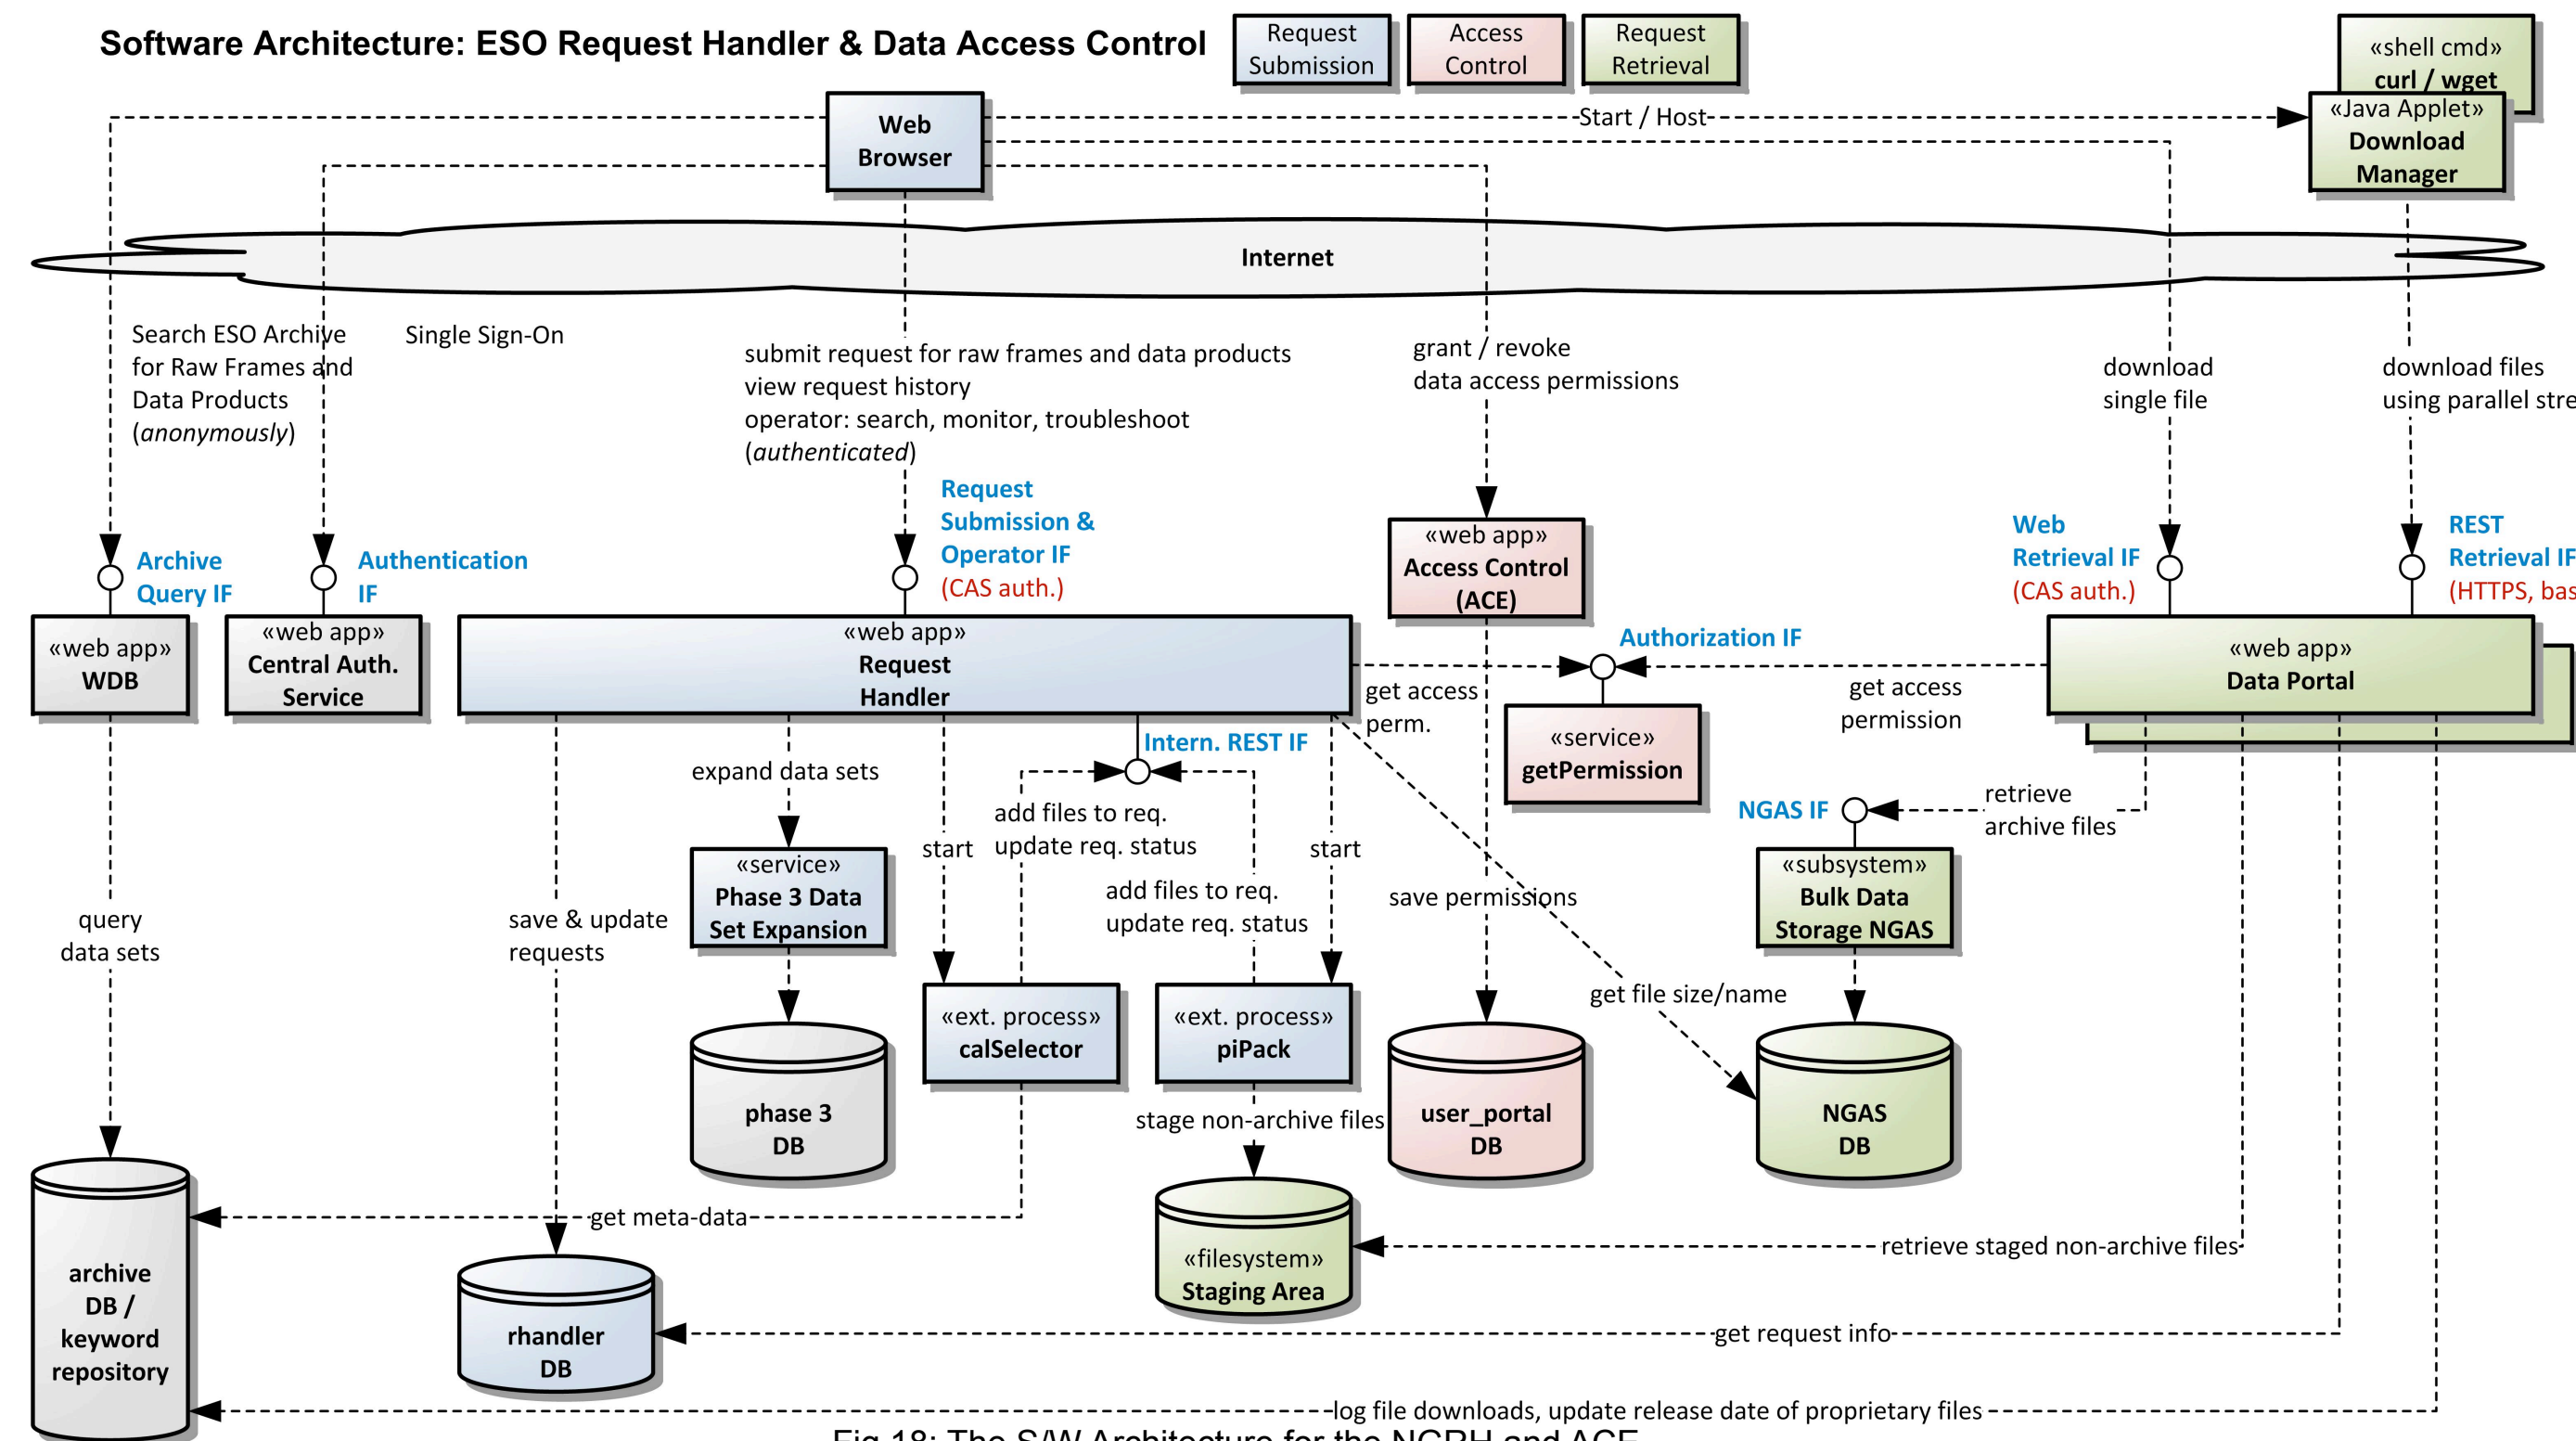 Software Architecture: ESO Request Handler & Data Access Control
Request
Submission
Access
Control
Request
Retrieval
«shell cmd»
curl / wget
«Java Applet»
Download
Manager
Web
Browser
Start / Host
Internet
Search ESO Archive
for Raw Frames and
Data Products
(anonymously)
Single Sign-On
submit request for raw frames and data products
view request history
operator: search, monitor, troubleshoot
(authenticated)
grant / revoke
data access permissions
download
single file
download files
using parallel stre
Archive
Query IF
Authentication
IF
Request
Submission &
Operator IF
(CAS auth.)
Web
Retrieval IF
(CAS auth.)
REST
Retrieval IF
(HTTPS, bas
«web app»
WDB
«web app»
Central Auth.
Service
«web app»
Request
Handler
«web app»
Access Control
(ACE)
Authorization IF
«web app»
Data Portal
get access
perm.
get access
permission
«service»
getPermission
Intern. REST IF
expand data sets
add files to req.
update req. status
start
start
add files to req.
update req. status
NGAS IF
retrieve
archive files
«service»
Phase 3 Data
Set Expansion
«subsystem»
Bulk Data
Storage NGAS
query
data sets
save & update
requests
save permissions
get file size/name
«ext. process»
calSelector
«ext. process»
piPack
phase 3
DB
stage non-archive files
user_portal
DB
NGAS
DB
get meta-data
«filesystem»
Staging Area
retrieve staged non-archive files
archive
DB /
keyword
repository
rhandler
DB
get request info
log file downloads, update release date of proprietary files
Fig 18: The S/W Architecture for the NGRH and ACE